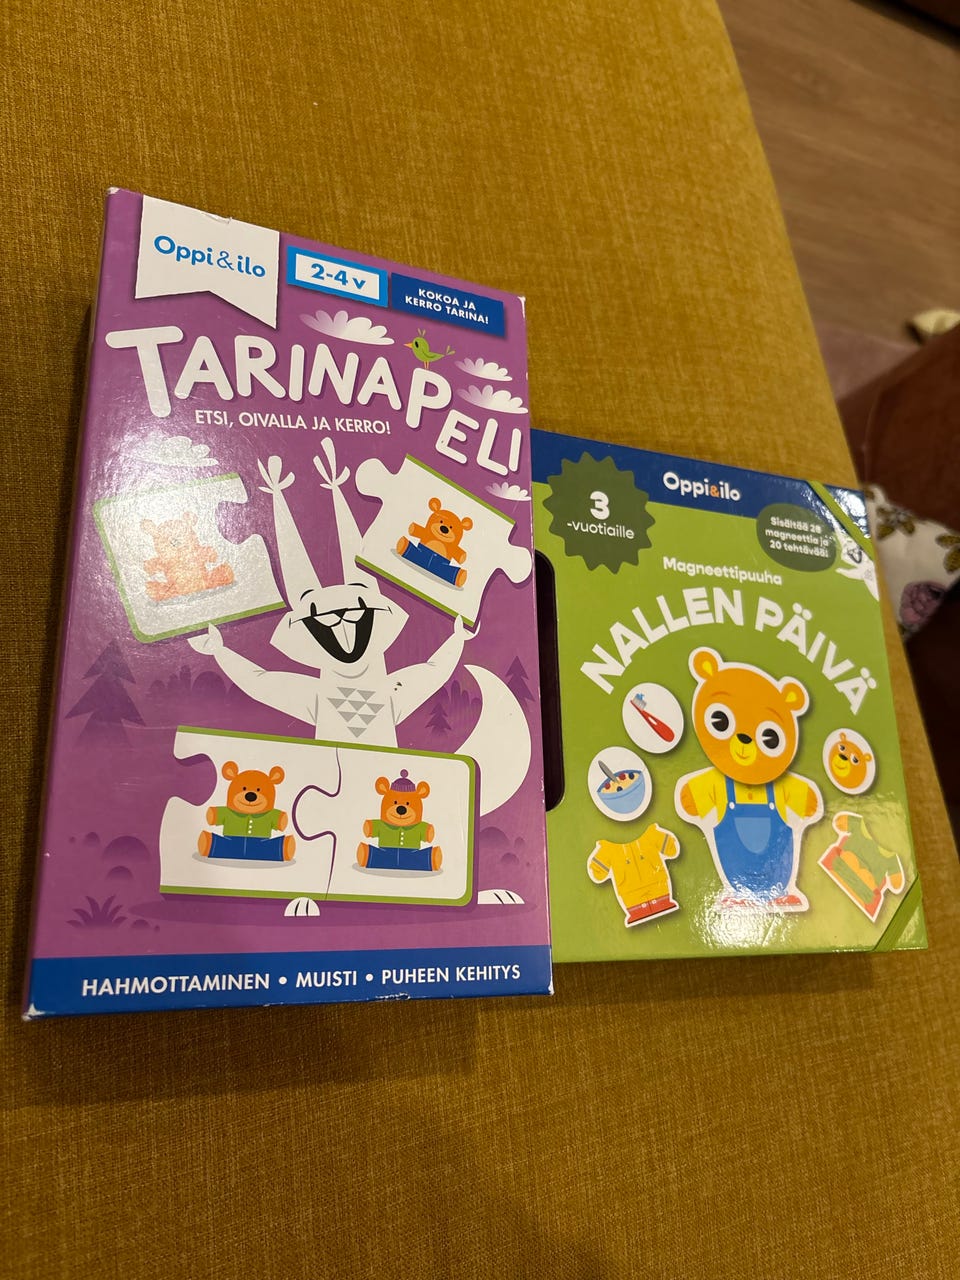 Oppi&ilo
2-4 v
KOKOA JA
KERRO TARINA!
TARINAPELI
ETSI, OIVALLA JA KERRO!
HAHMOTTAMINEN • MUISTI • PUHEEN KEHITYS
Oppi&ilo
3
-vuotiaille
Sisältää 28
magneettia ja
20 tehtävää!
Magneettipuuha
NALLEN PÄIVÄ